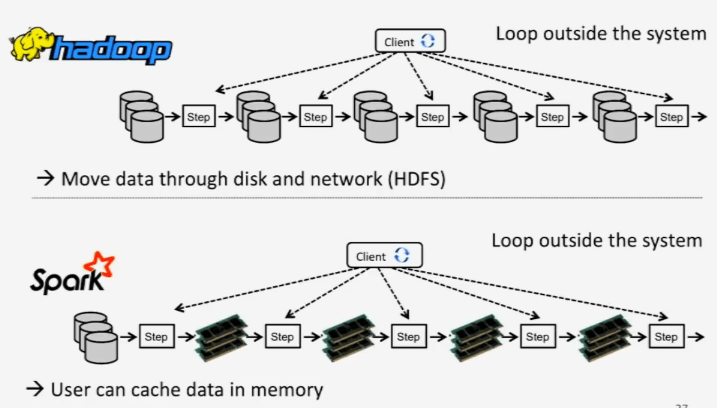 hadoop
Client
Loop outside the system
Step
Step
Step
Step
Step
→ Move data through disk and network (HDFS)
Loop outside the system
Client
Spark
Step
Step
Step
Step
Step
→ User can cache data in memory